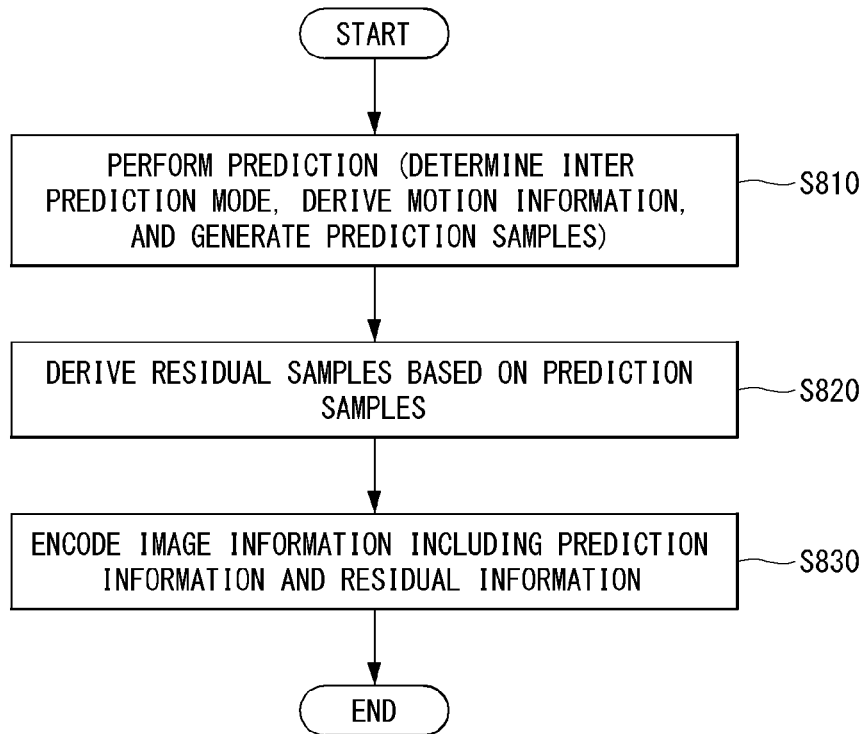 START
PERFORM PREDICTION (DETERMINE INTER
PREDICTION MODE, DERIVE MOTION INFORMATION,
AND GENERATE PREDICTION SAMPLES)
S810
DERIVE RESIDUAL SAMPLES BASED ON PREDICTION
SAMPLES
S820
ENCODE IMAGE INFORMATION INCLUDING PREDICTION
INFORMATION AND RESIDUAL INFORMATION
S830
END